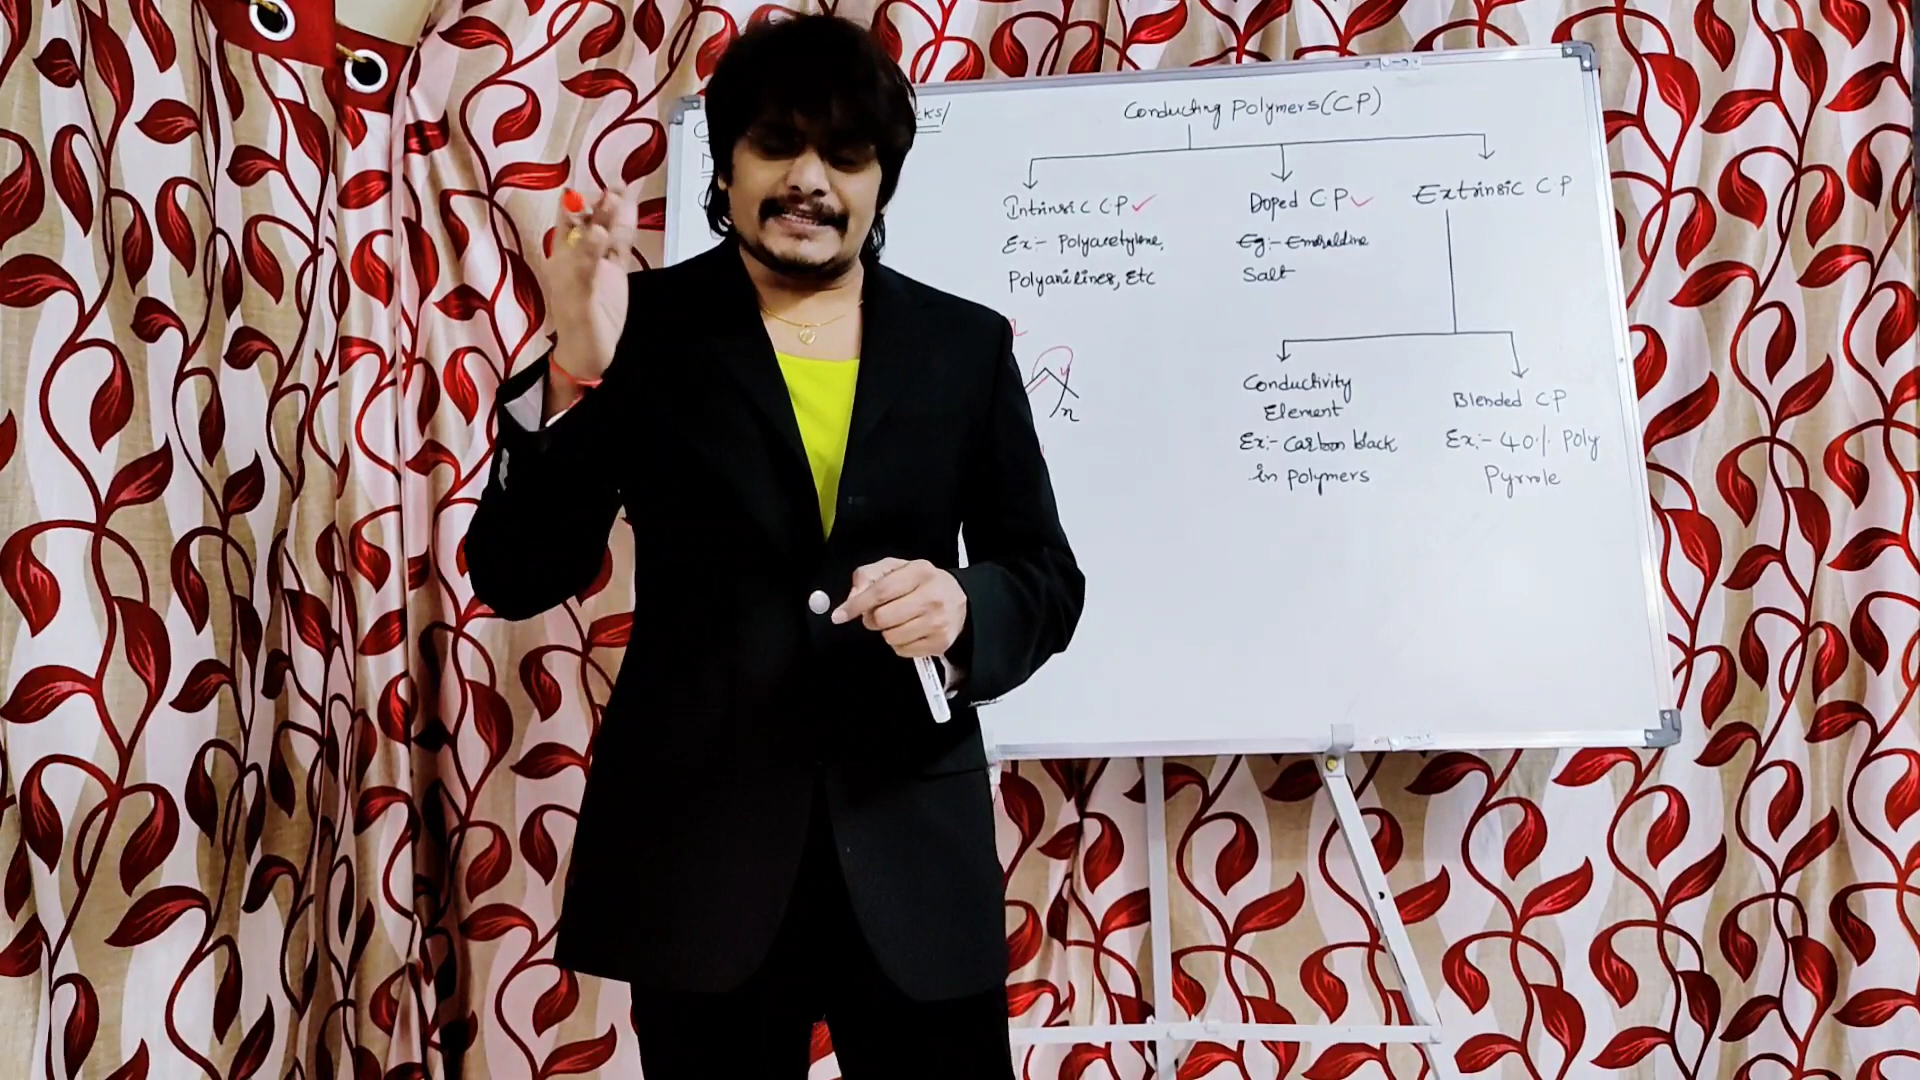 Conducting Polymers (CP)
Intrinsic CP
Ex:- Polyacetylene,
Polyanilines, Etc
Doped CP
Eg:- Emeraldine
Salt
Extrinsic CP
n
Conductivity
Element
Ex:- Carbon black
in polymers
Blended CP
Ex:- 40% Poly
Pyrrole